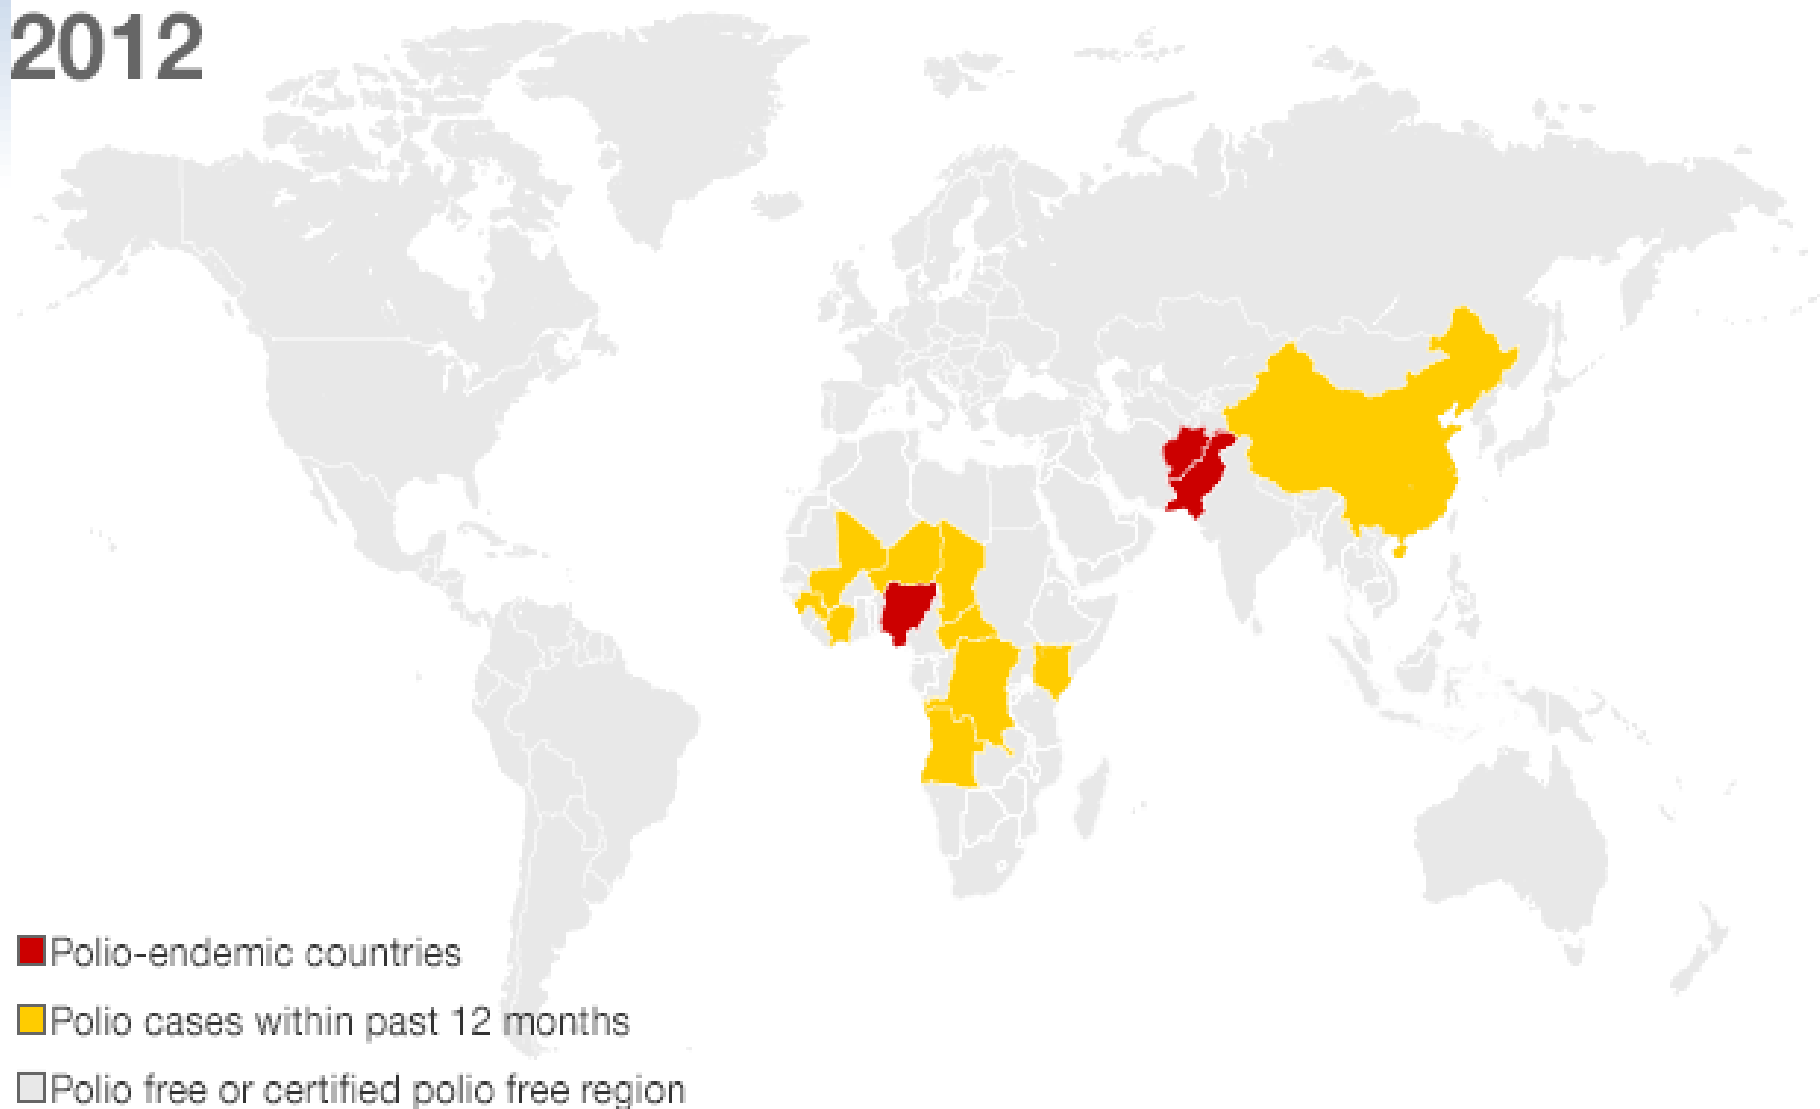 2012
Polio-endemic countries
Polio cases within past 12 months
Polio free or certified polio free region